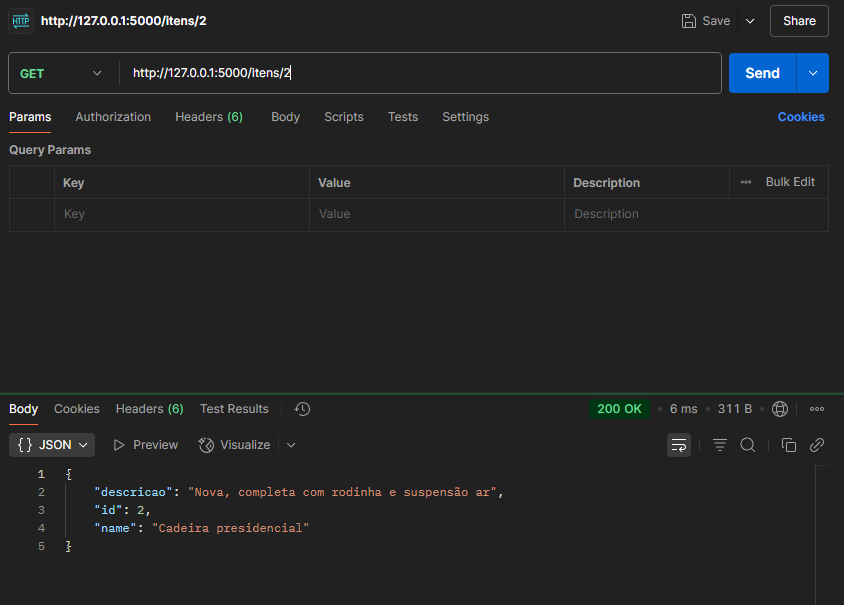 HTTP http://127.0.0.1:5000/itens/2 Save Share
GET http://127.0.0.1:5000/itens/2 Send
Params Authorization Headers (6) Body Scripts Tests Settings Cookies
Query Params
Key Value Description Bulk Edit
Key Value Description
Body Cookies Headers (6) Test Results 200 OK • 6 ms • 311 B •
{} JSON Preview Visualize
1 {
2 "descricao": "Nova, completa com rodinha e suspensão ar",
3 "id": 2,
4 "name": "Cadeira presidencial"
5 }